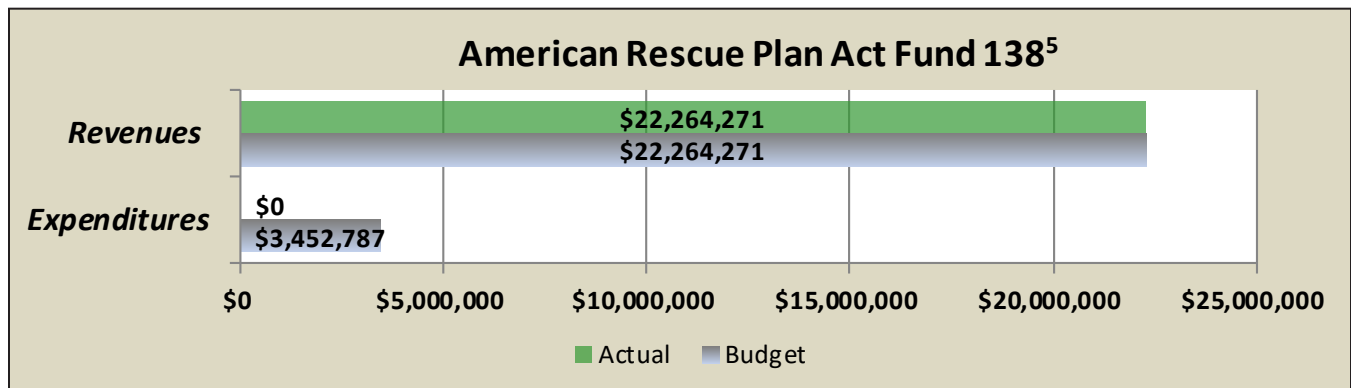 American Rescue Plan Act Fund 138⁵
Revenues
$22,264,271
$22,264,271
Expenditures
$0
$3,452,787
$0 $5,000,000 $10,000,000 $15,000,000 $20,000,000 $25,000,000
Actual Budget